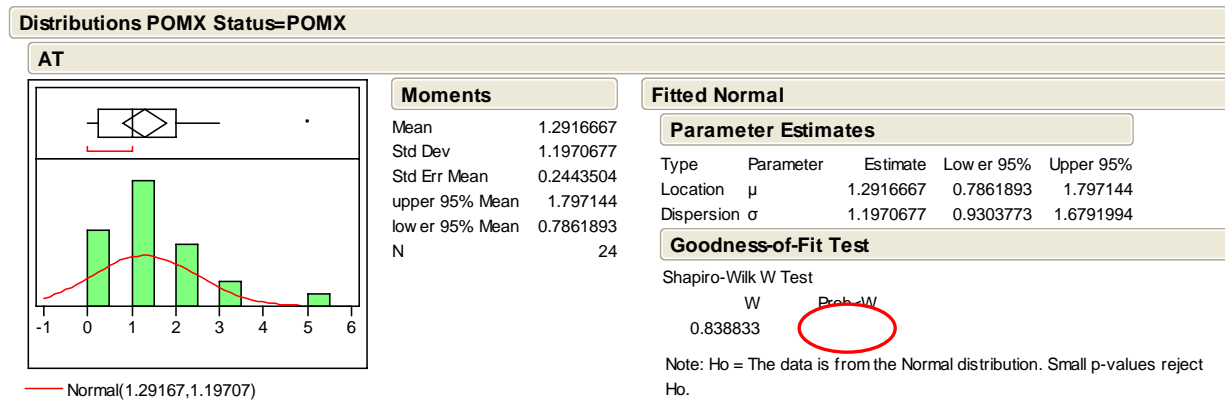 Distributions POMX Status=POMX
AT
-1 0 1 2 3 4 5 6
Normal(1.29167,1.19707)
Moments
Mean 1.2916667
Std Dev 1.1970677
Std Err Mean 0.2443504
upper 95% Mean 1.797144
lower 95% Mean 0.7861893
N 24
Fitted Normal
Parameter Estimates
Type Parameter Estimate Lower 95% Upper 95%
Location μ 1.2916667 0.7861893 1.797144
Dispersion σ 1.1970677 0.9303773 1.6791994
Goodness-of-Fit Test
Shapiro-Wilk W Test
W Prob<W
0.838833
Note: Ho = The data is from the Normal distribution. Small p-values reject
Ho.